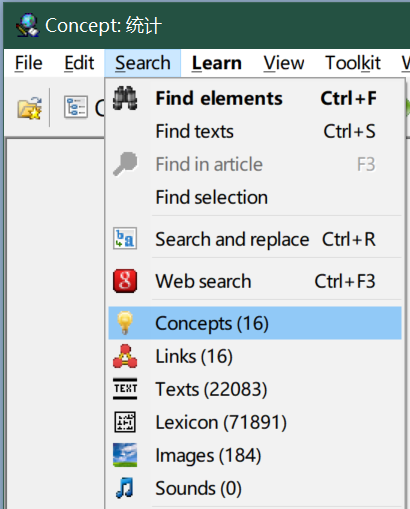 Concept: 统计
File Edit Search Learn View Toolkit
Find elements Ctrl+F
Find texts Ctrl+S
Find in article F3
Find selection
Search and replace Ctrl+R
Web search Ctrl+F3
Concepts (16)
Links (16)
TEXT Texts (22083)
Lexicon (71891)
Images (184)
Sounds (0)